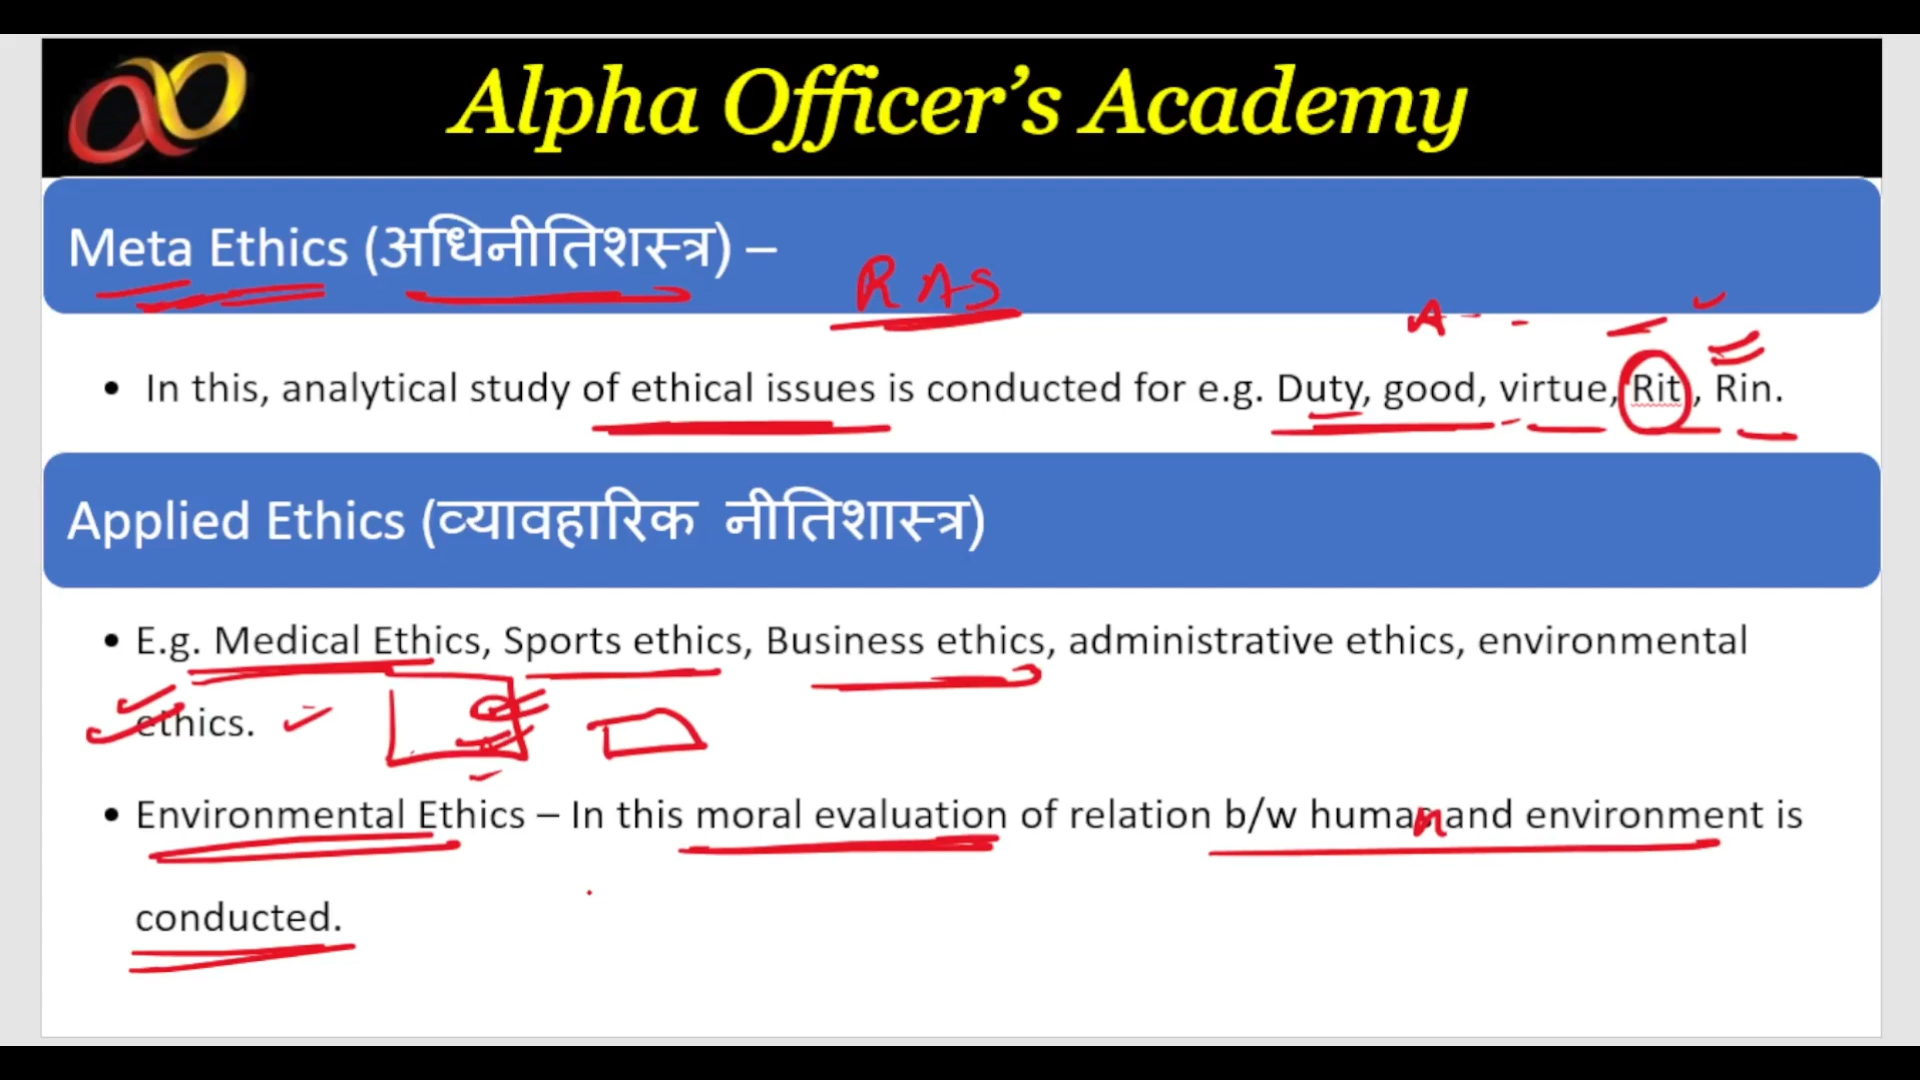 Alpha Officer’s Academy
Meta Ethics (अधिनीतिशस्त्र) –
RAS
A
• In this, analytical study of ethical issues is conducted for e.g. Duty, good, virtue, Rit , Rin.
Applied Ethics (व्यावहारिक नीतिशास्त्र)
• E.g. Medical Ethics, Sports ethics, Business ethics, administrative ethics, environmental
ethics.
• Environmental Ethics – In this moral evaluation of relation b/w human and environment is
conducted.